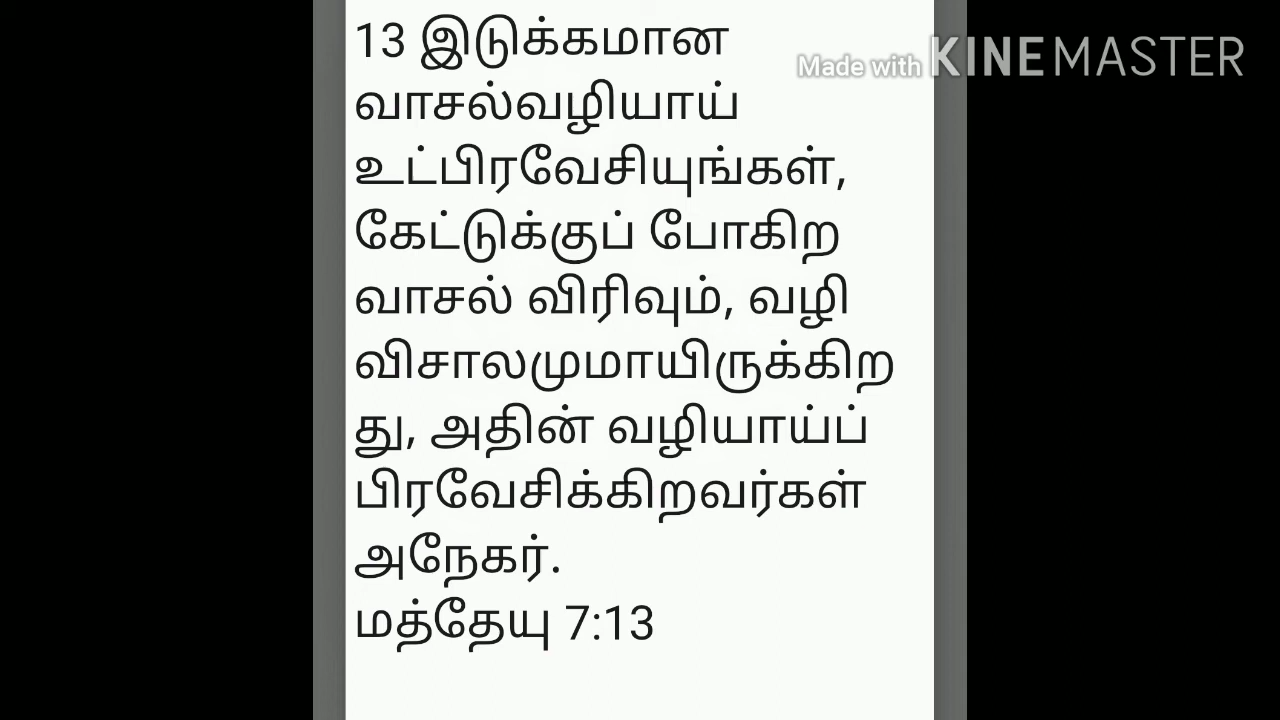 13 இடுக்கமான
Made with KINEMASTER
வாசல்வழியாய்
உட்பிரவேசியுங்கள்,
கேட்டுக்குப் போகிற
வாசல் விரிவும், வழி
விசாலமுமாயிருக்கிற
து, அதின் வழியாய்ப்
பிரவேசிக்கிறவர்கள்
அநேகர்.
மத்தேயு 7:13